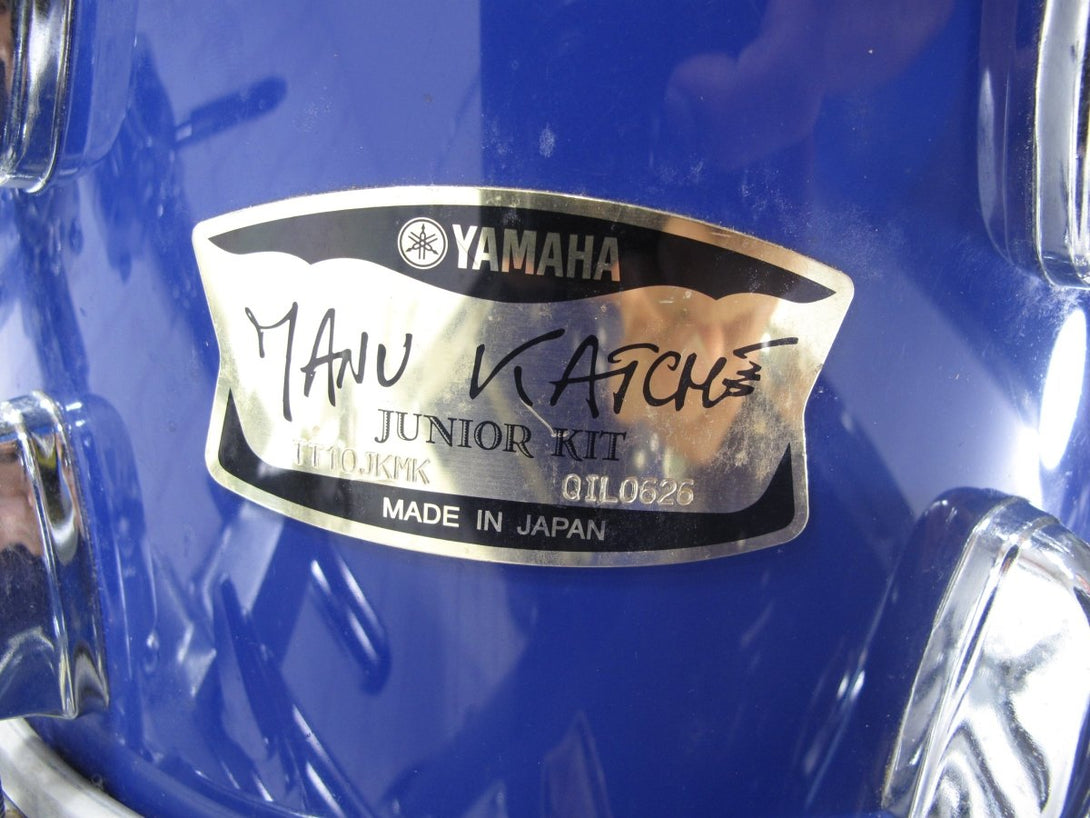 YAMAHA
MANU KATCHÉ
JUNIOR KIT
TT10JKMK QIL0626
MADE IN JAPAN